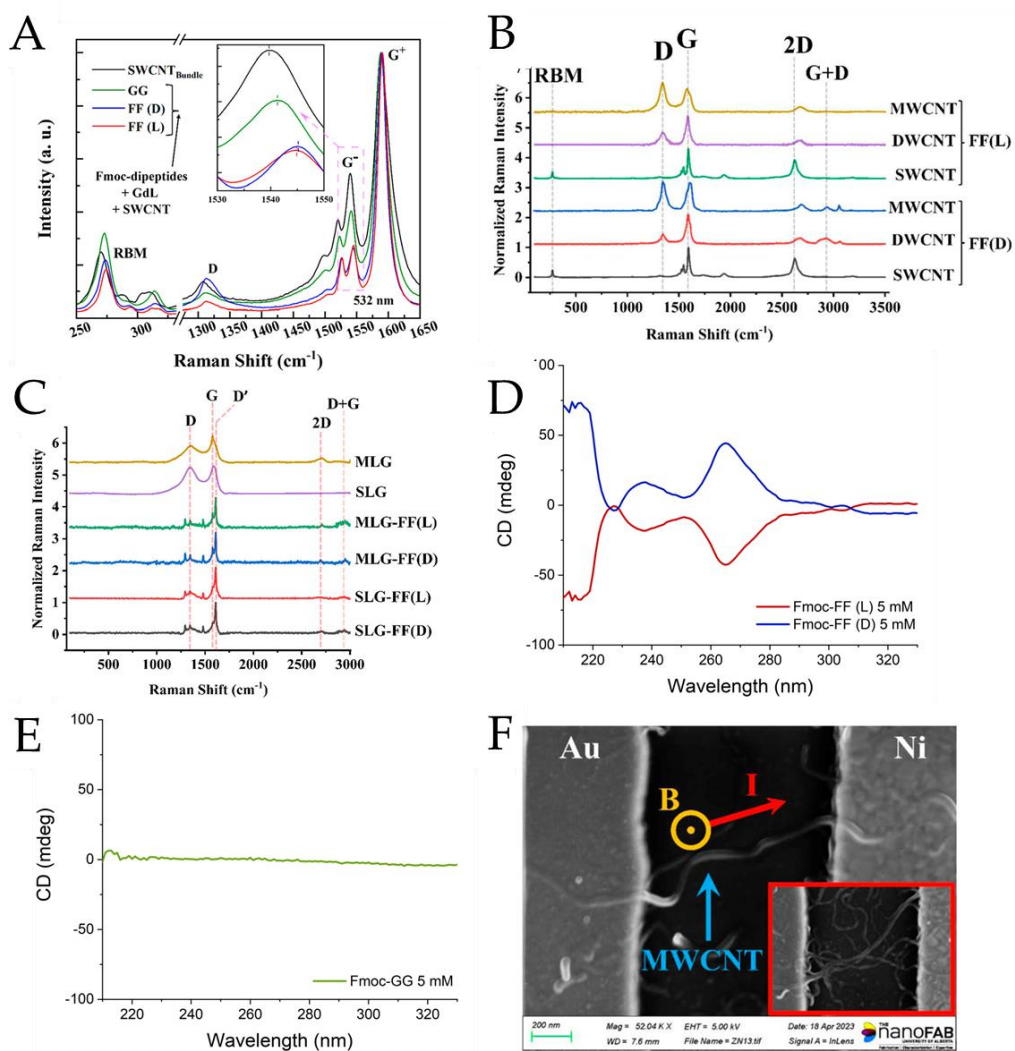 A
Intensity (a. u.)
SWCNT Bundle
GG
FF (D)
FF (L)
Fmoc-dipeptides
+ GdL
+ SWCNT
1530 1540 1550
G+
G-
RBM
D
532 nm
250 300 1300 1350 1400 1450 1500 1550 1600 1650
Raman Shift (cm-1)
B
Normalized Raman Intensity
RBM
D
G
2D
G+D
6
5
4
3
2
1
0
MWCNT
DWCNT
SWCNT
FF(L)
MWCNT
DWCNT
SWCNT
FF(D)
500 1000 1500 2000 2500 3000 3500
Raman Shift (cm-1)
C
Normalized Raman Intensity
D
G
D'
2D
D+G
6
5
4
3
2
1
0
MLG
SLG
MLG-FF(L)
MLG-FF(D)
SLG-FF(L)
SLG-FF(D)
500 1000 1500 2000 2500 3000
Raman Shift (cm-1)
D
CD (mdeg)
100
50
0
-50
-100
Fmoc-FF (L) 5 mM
Fmoc-FF (D) 5 mM
220 240 260 280 300 320
Wavelength (nm)
E
CD (mdeg)
100
50
0
-50
-100
Fmoc-GG 5 mM
220 240 260 280 300 320
Wavelength (nm)
F
Au
Ni
B
I
MWCNT
200 nm
Mag = 52.04 K X EHT = 5.00 kV Date: 18 Apr 2023
WD = 7.6 mm File Name = ZN13.tif Signal A = InLens
THE
nanoFAB
UNIVERSITY OF ALBERTA